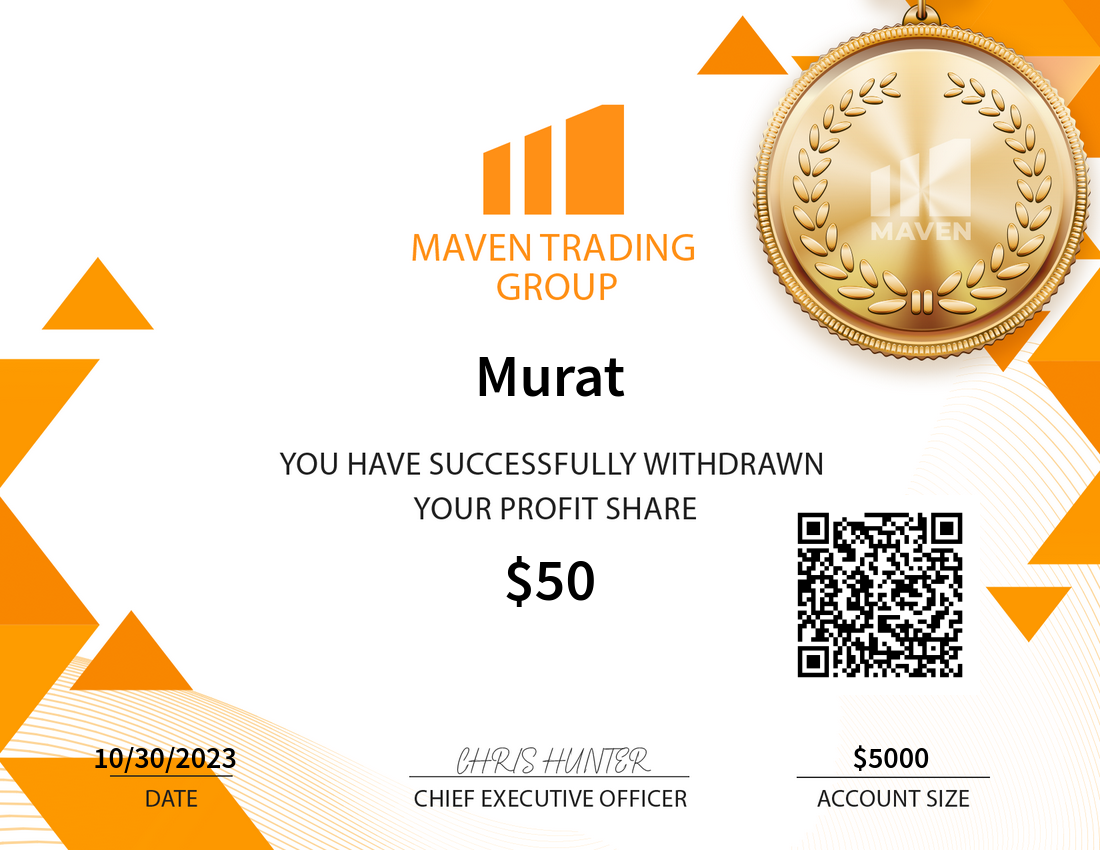 MAVEN
MAVEN TRADING
GROUP
Murat
YOU HAVE SUCCESSFULLY WITHDRAWN
YOUR PROFIT SHARE
$50
10/30/2023
DATE
CHRIS HUNTER
CHIEF EXECUTIVE OFFICER
$5000
ACCOUNT SIZE